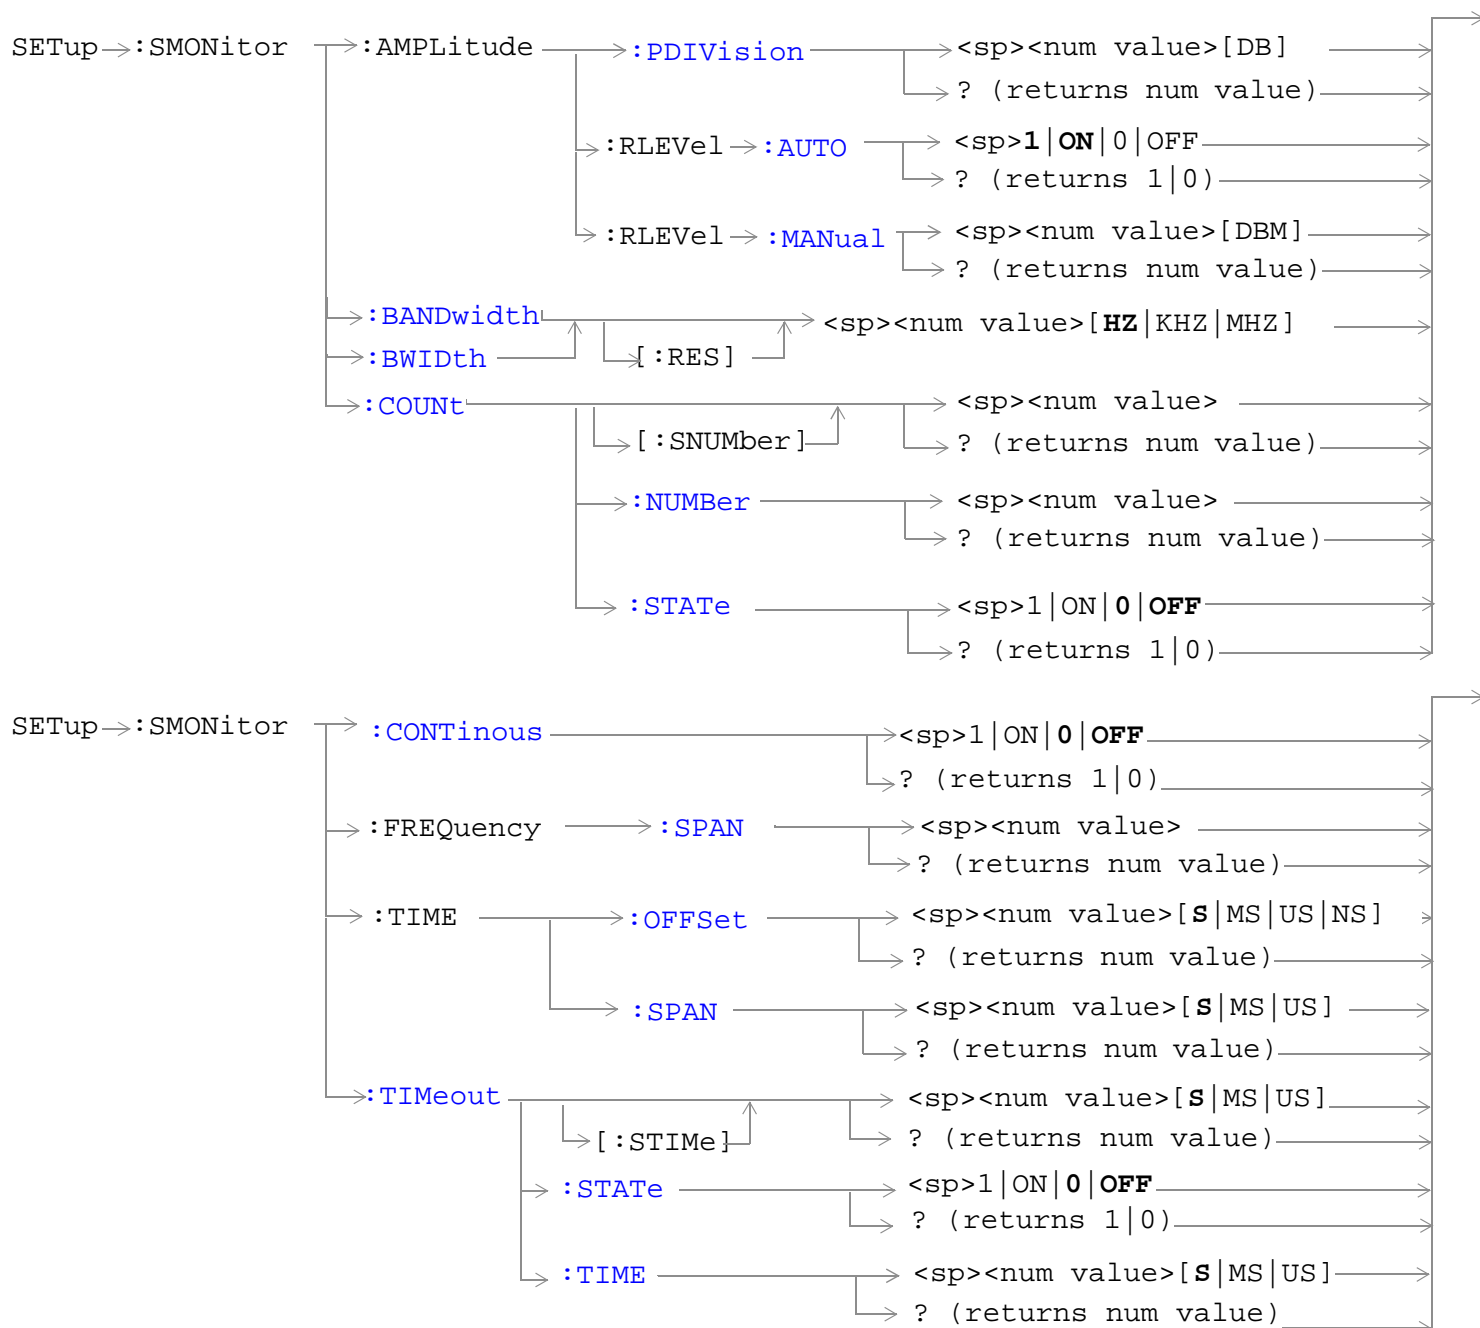 SETup :SMONitor :AMPLitude :PDIVision <sp><num value>[DB]
? (returns num value)
:RLEVel :AUTO <sp>1|ON|0|OFF
? (returns 1|0)
:RLEVel :MANual <sp><num value>[DBM]
? (returns num value)
:BANDwidth <sp><num value>[HZ|KHZ|MHZ]
:BWIDth [:RES]
:COUNt <sp><num value>
[:SNUMber] ? (returns num value)
:NUMBer <sp><num value>
? (returns num value)
:STATe <sp>1|ON|0|OFF
? (returns 1|0)
SETup :SMONitor :CONTinous <sp>1|ON|0|OFF
? (returns 1|0)
:FREQuency :SPAN <sp><num value>
? (returns num value)
:TIME :OFFSet <sp><num value>[S|MS|US|NS]
? (returns num value)
:SPAN <sp><num value>[S|MS|US]
? (returns num value)
:TIMeout <sp><num value>[S|MS|US]
[:STIMe] ? (returns num value)
:STATe <sp>1|ON|0|OFF
? (returns 1|0)
:TIME <sp><num value>[S|MS|US]
? (returns num value)